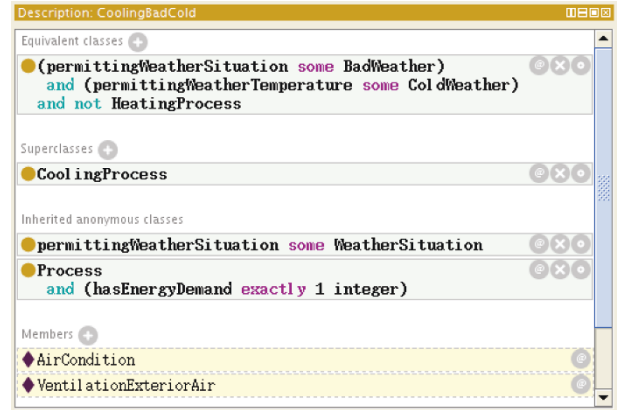 Description: CoolingBadCold
Equivalent classes
(permittingWeatherSituation some BadWeather)
and (permittingWeatherTemperature some ColdWeather)
and not HeatingProcess
Superclasses
CoolingProcess
Inherited anonymous classes
permittingWeatherSituation some WeatherSituation
Process
and (hasEnergyDemand exactly 1 integer)
Members
AirCondition
VentilationExteriorAir